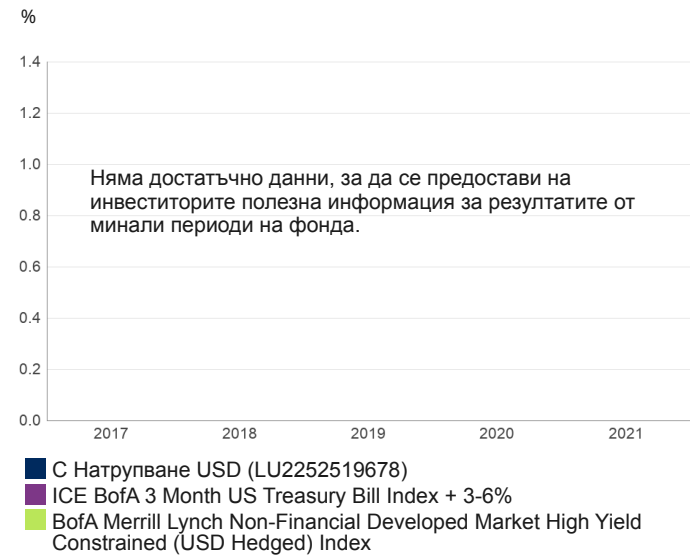 %
1.4
1.2
1.0
Няма достатъчно данни, за да се предостави на
инвеститорите полезна информация за резултатите от
минали периоди на фонда.
0.8
0.6
0.4
0.2
0.0
2017 2018 2019 2020 2021
C Натрупване USD (LU2252519678)
ICE BofA 3 Month US Treasury Bill Index + 3-6%
BofA Merrill Lynch Non-Financial Developed Market High Yield
Constrained (USD Hedged) Index